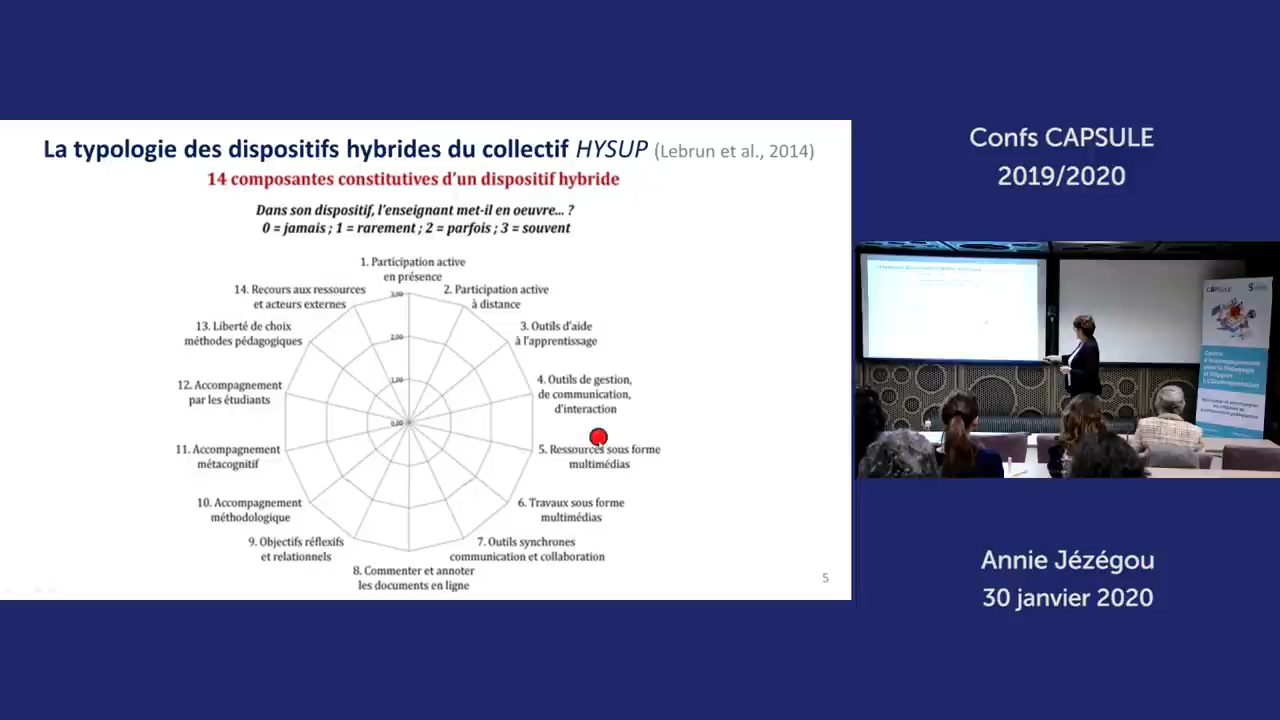 La typologie des dispositifs hybrides du collectif HYSUP (Lebrun et al., 2014)
14 composantes constitutives d'un dispositif hybride
Dans son dispositif, l'enseignant met-il en oeuvre... ?
0 = jamais ; 1 = rarement ; 2 = parfois ; 3 = souvent
1. Participation active
en présence
2. Participation active
à distance
3. Outils d'aide
à l'apprentissage
4. Outils de gestion,
de communication,
d'interaction
5. Ressources sous forme
multimédias
6. Travaux sous forme
multimédias
7. Outils synchrones
communication et collaboration
8. Commenter et annoter
les documents en ligne
9. Objectifs réflexifs
et relationnels
10. Accompagnement
méthodologique
11. Accompagnement
métacognitif
12. Accompagnement
par les étudiants
13. Liberté de choix
méthodes pédagogiques
14. Recours aux ressources
et acteurs externes
3,00
2,00
1,00
0,00
5
Confs CAPSULE
2019/2020
CAPSULE
Annie Jézégou
30 janvier 2020